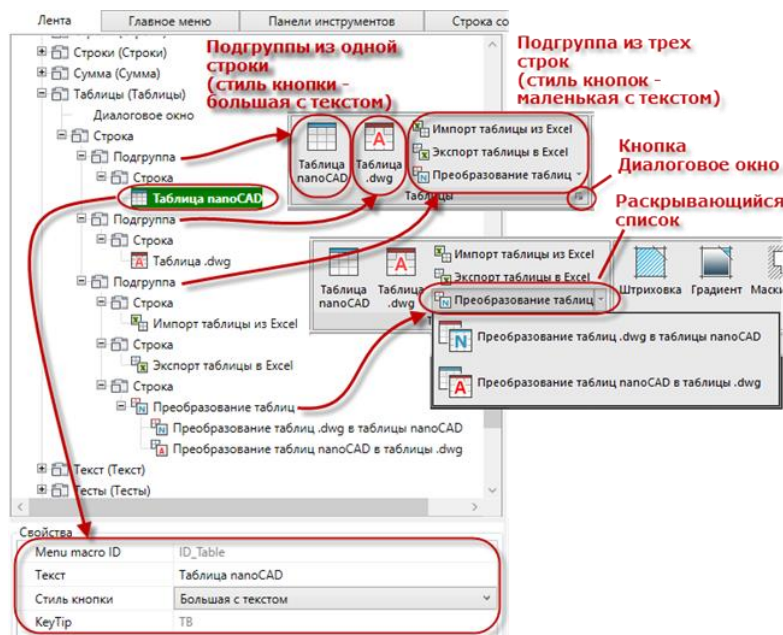 Лента
Главное меню
Панели инструментов
Строка со
Строки (Строки)
Сумма (Сумма)
Таблицы (Таблицы)
Диалоговое окно
Строка
Подгруппа
Строка
Таблица nanoCAD
Подгруппа
Строка
Таблица .dwg
Подгруппа
Строка
Импорт таблицы из Excel
Строка
Экспорт таблицы в Excel
Строка
Преобразование таблиц
Преобразование таблиц .dwg в таблицы nanoCAD
Преобразование таблиц nanoCAD в таблицы .dwg
Текст (Текст)
Тесты (Тесты)
Подгруппы из одной
строки
(стиль кнопки -
большая с текстом)
Подгруппа из трех
строк
(стиль кнопок -
маленькая с текстом)
Таблица
nanoCAD
Таблица
.dwg
Импорт таблицы из Excel
Экспорт таблицы в Excel
Преобразование таблиц
Таблицы
Кнопка
Диалоговое окно
Раскрывающийся
список
Таблица
nanoCAD
Таблица
.dwg
Импорт таблицы из Excel
Экспорт таблицы в Excel
Преобразование таблиц
Штриховка
Градиент
Маски
Преобразование таблиц .dwg в таблицы nanoCAD
Преобразование таблиц nanoCAD в таблицы .dwg
Свойства
Menu macro ID
ID_Table
Текст
Таблица nanoCAD
Стиль кнопки
Большая с текстом
KeyTip
TB